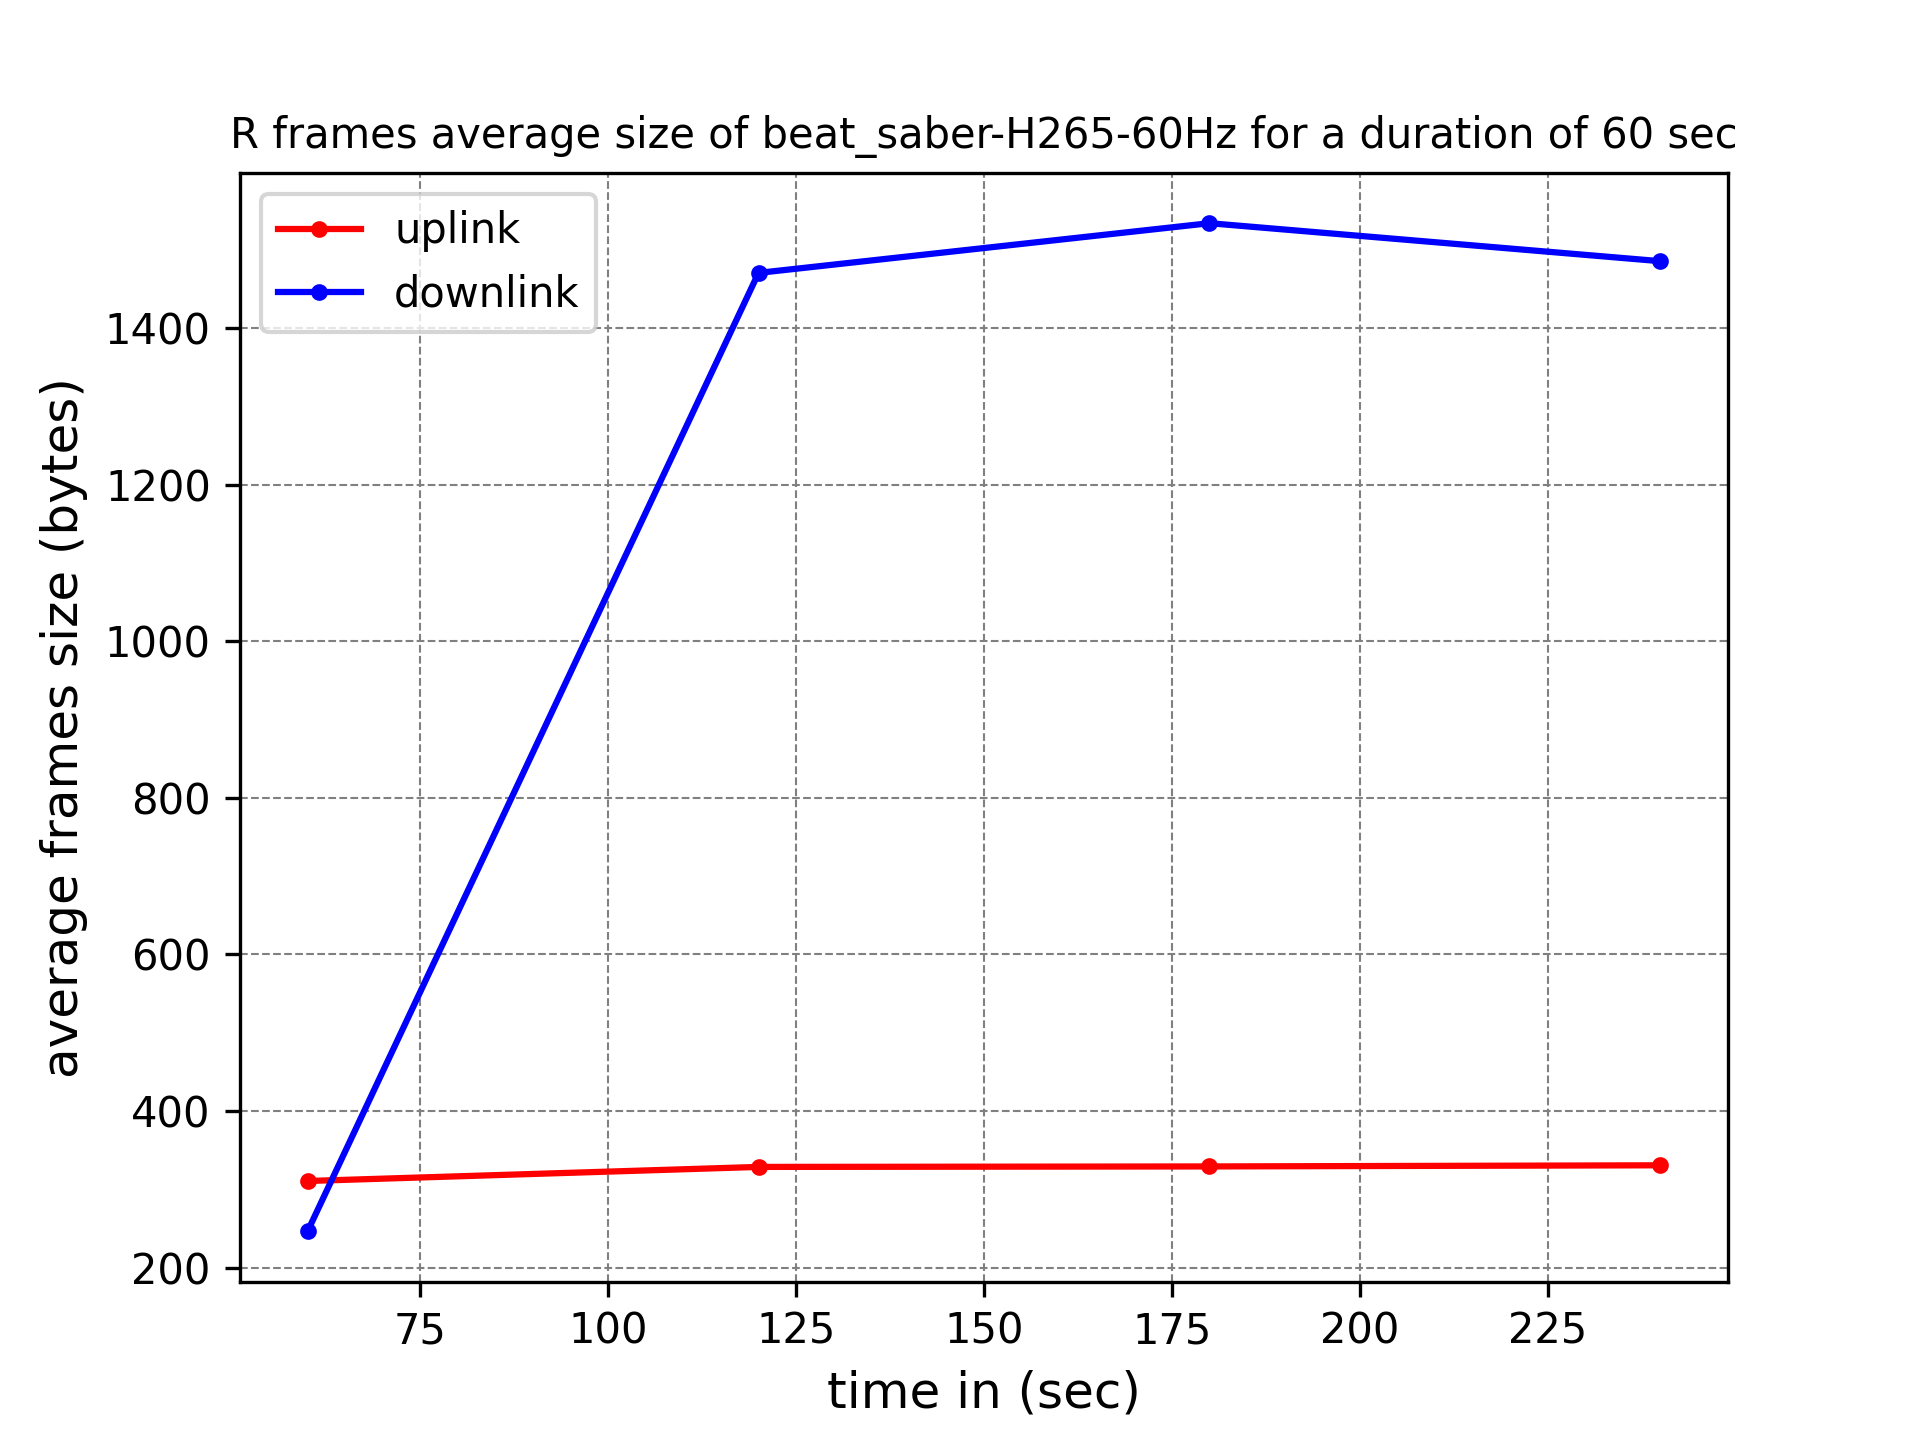 R frames average size of beat_saber-H265-60Hz for a duration of 60 sec
uplink
downlink
average frames size (bytes)
1400
1200
1000
800
600
400
200
75 100 125 150 175 200 225
time in (sec)